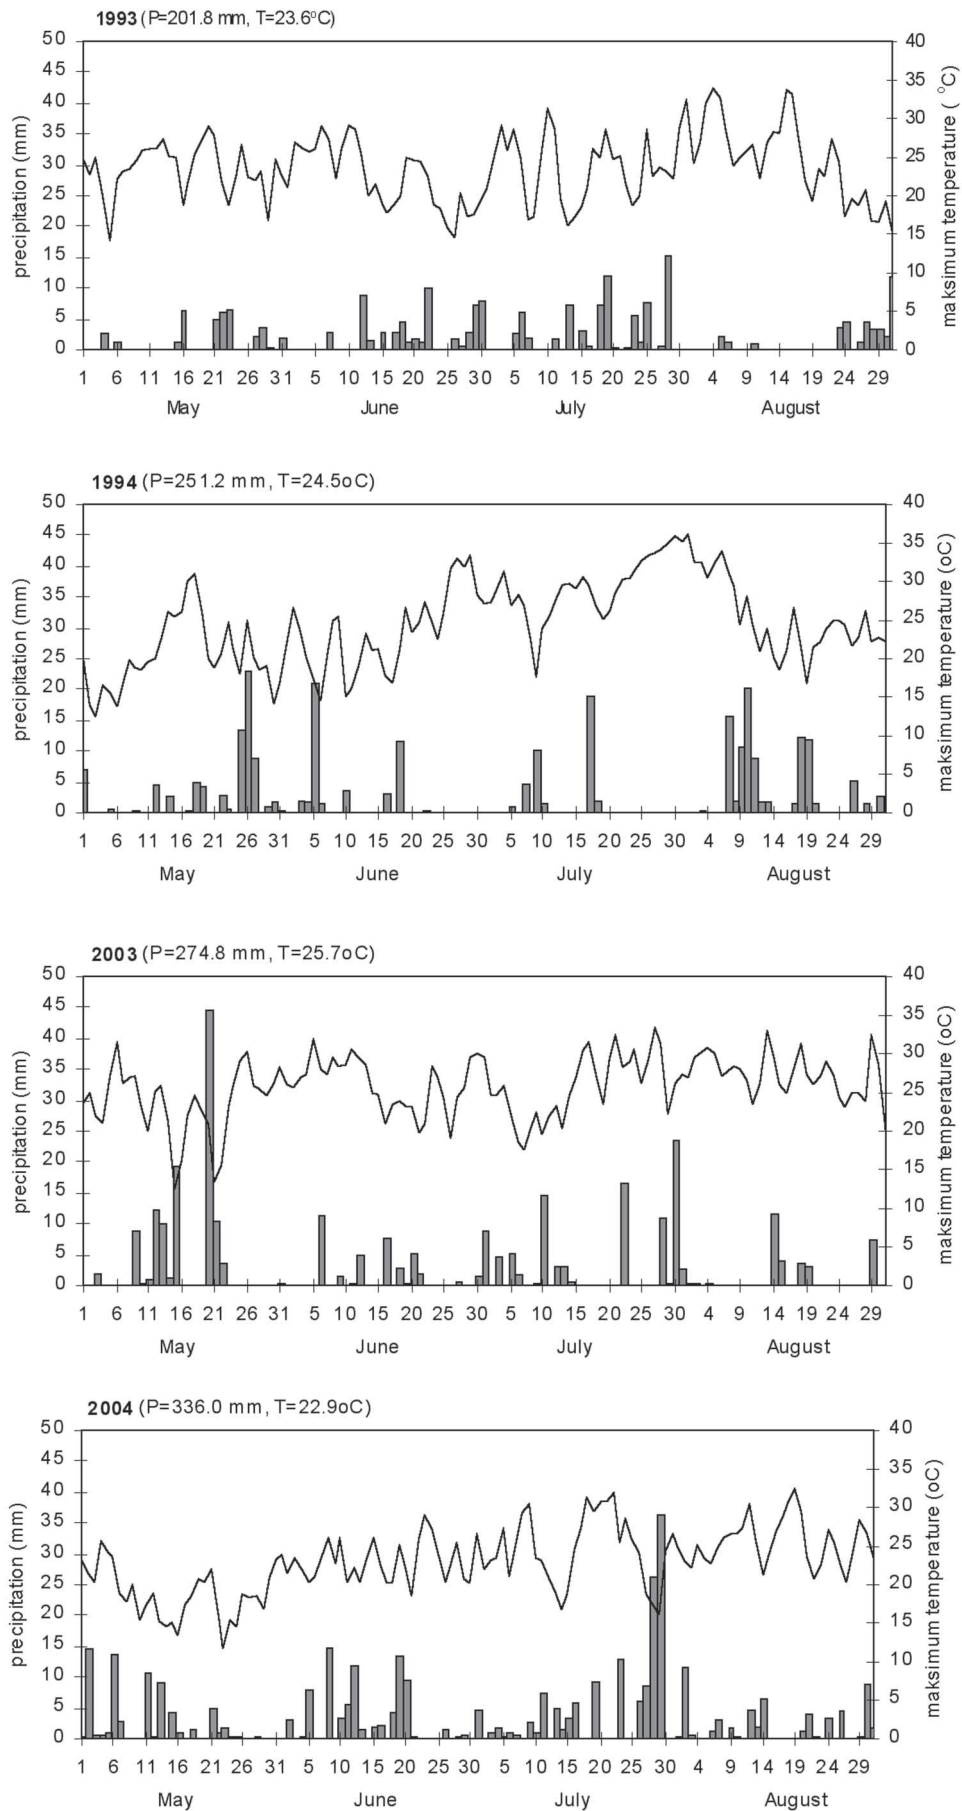 1993 (P=201.8 mm, T=23.6ºC)
50 45 40 35 30 25 20 15 10 5 0
precipitation (mm)
40 35 30 25 20 15 10 5 0
maksimum temperature ( °C)
1 6 11 16 21 26 31 5 10 15 20 25 30 5 10 15 20 25 30 4 9 14 19 24 29
May June July August
1994 (P=251.2 mm, T=24.5oC)
50 45 40 35 30 25 20 15 10 5 0
precipitation (mm)
40 35 30 25 20 15 10 5 0
maksimum temperature (oC)
1 6 11 16 21 26 31 5 10 15 20 25 30 5 10 15 20 25 30 4 9 14 19 24 29
May June July August
2003 (P=274.8 mm, T=25.7oC)
50 45 40 35 30 25 20 15 10 5 0
precipitation (mm)
40 35 30 25 20 15 10 5 0
maksimum temperature (oC)
1 6 11 16 21 26 31 5 10 15 20 25 30 5 10 15 20 25 30 4 9 14 19 24 29
May June July August
2004 (P=336.0 mm, T=22.9oC)
50 45 40 35 30 25 20 15 10 5 0
precipitation (mm)
40 35 30 25 20 15 10 5 0
maksimum temperature (oC)
1 6 11 16 21 26 31 5 10 15 20 25 30 5 10 15 20 25 30 4 9 14 19 24 29
May June July August